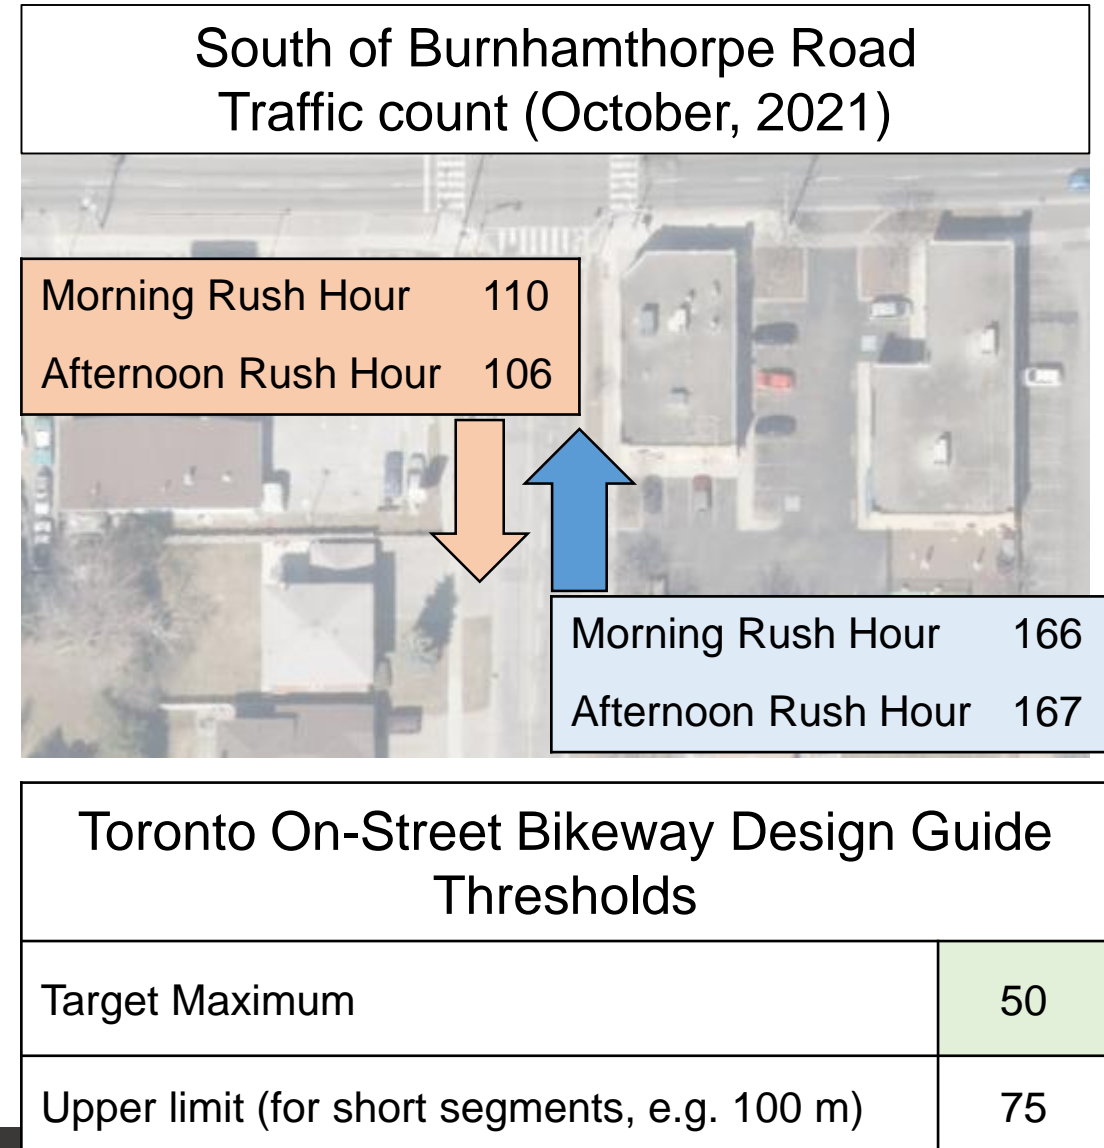 South of Burnhamthorpe Road
Traffic count (October, 2021)
Morning Rush Hour 110
Afternoon Rush Hour 106
Morning Rush Hour 166
Afternoon Rush Hour 167
Toronto On-Street Bikeway Design Guide
Thresholds
Target Maximum 50
Upper limit (for short segments, e.g. 100 m) 75